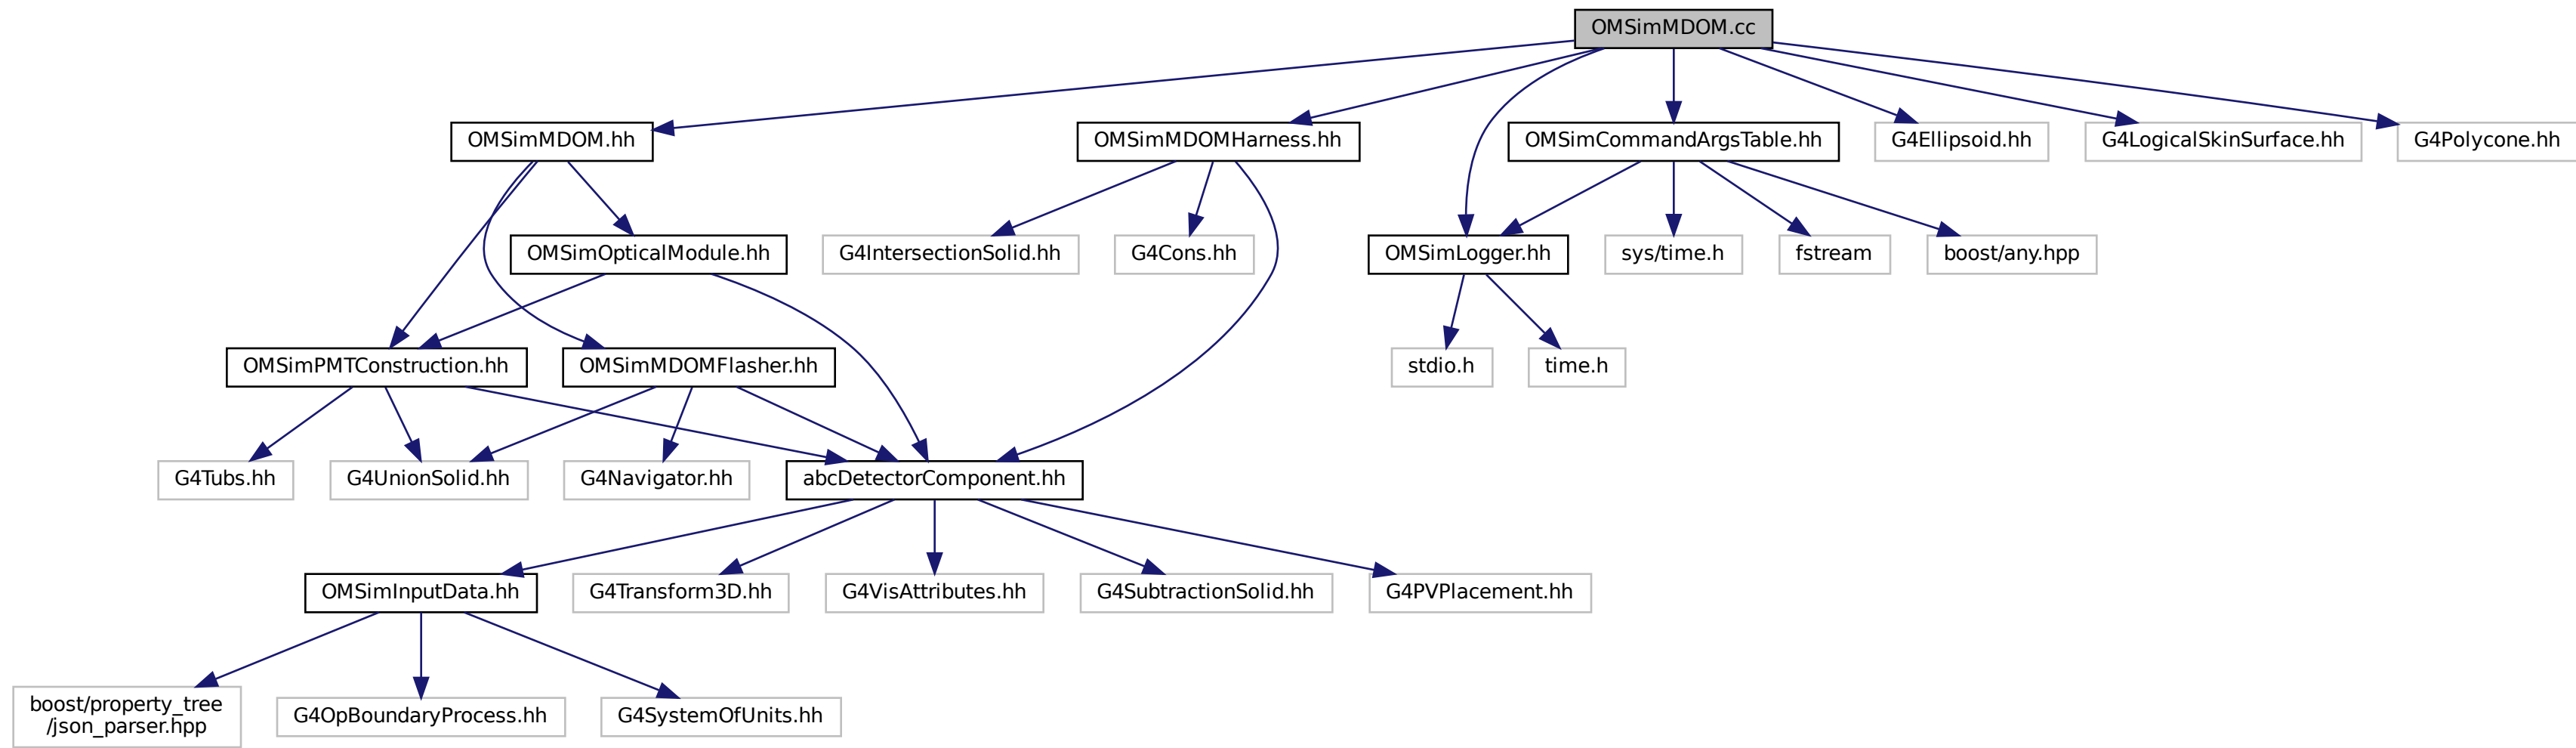 OMSimMDOM.cc
OMSimMDOM.hh
OMSimMDOMHarness.hh
OMSimCommandArgsTable.hh
G4Ellipsoid.hh
G4LogicalSkinSurface.hh
G4Polycone.hh
OMSimOpticalModule.hh
G4IntersectionSolid.hh
G4Cons.hh
OMSimLogger.hh
sys/time.h
fstream
boost/any.hpp
OMSimPMTConstruction.hh
OMSimMDOMFlasher.hh
stdio.h
time.h
G4Tubs.hh
G4UnionSolid.hh
G4Navigator.hh
abcDetectorComponent.hh
OMSimInputData.hh
G4Transform3D.hh
G4VisAttributes.hh
G4SubtractionSolid.hh
G4PVPlacement.hh
boost/property_tree
/json_parser.hpp
G4OpBoundaryProcess.hh
G4SystemOfUnits.hh